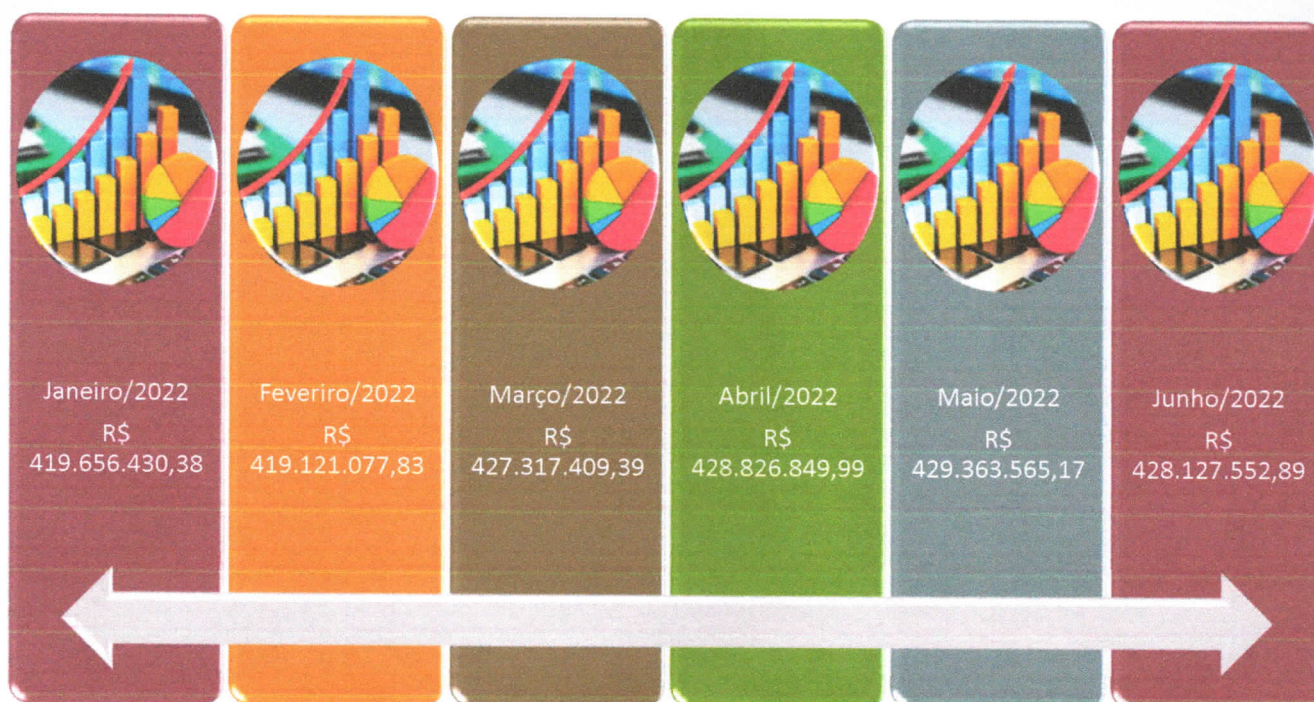 Janeiro/2022
R$
419.656.430,38
Feveriro/2022
R$
419.121.077,83
Março/2022
R$
427.317.409,39
Abril/2022
R$
428.826.849,99
Maio/2022
R$
429.363.565,17
Junho/2022
R$
428.127.552,89